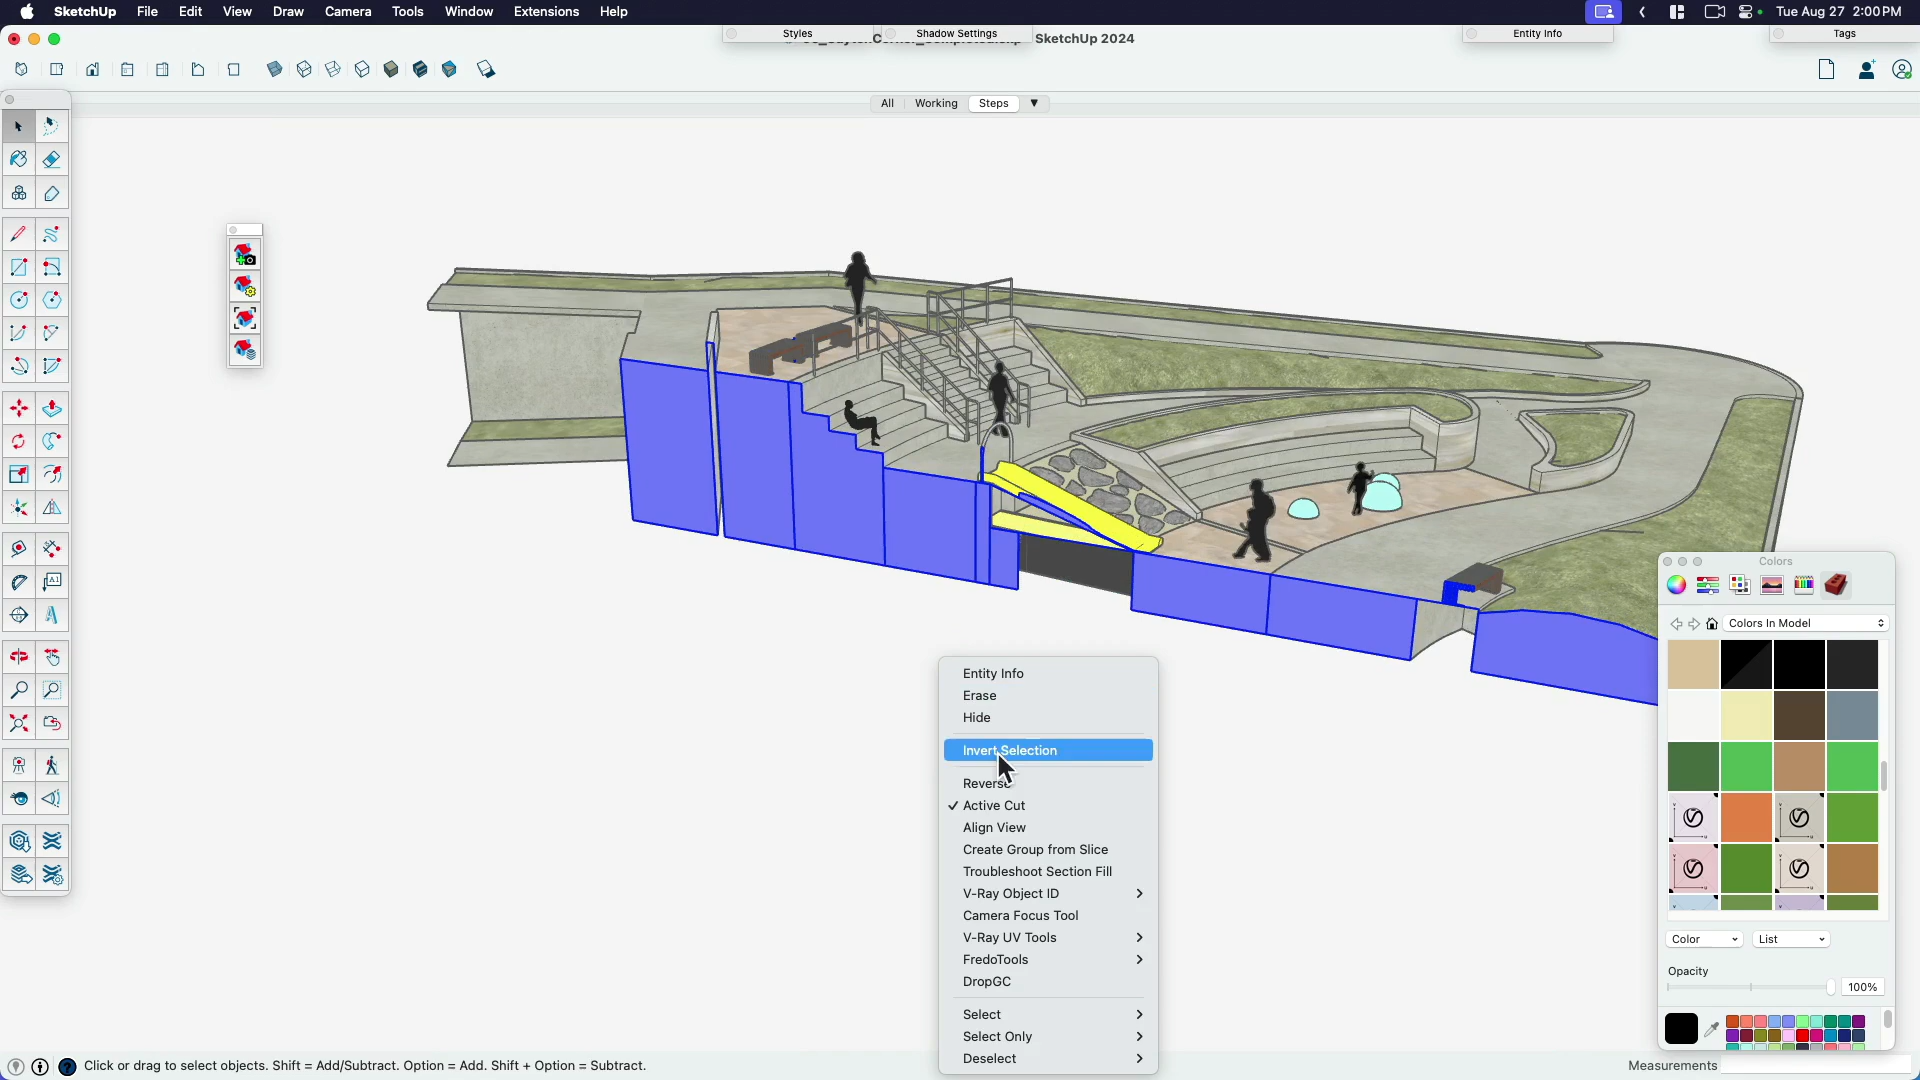 SketchUp File Edit View Draw Camera Tools Window Extensions Help Tue Aug 27 2:00 PM
Styles Shadow Settings SketchUp 2024 Entity Info Tags
All Working Steps
Colors
Colors In Model
Entity Info
Erase
Hide
Invert Selection
Reverse
Active Cut
Align View
Create Group from Slice
Troubleshoot Section Fill
V-Ray Object ID
Camera Focus Tool
V-Ray UV Tools
FredoTools
DropGC
Select
Select Only
Deselect
Color List
Opacity
100%
Click or drag to select objects. Shift = Add/Subtract. Option = Add. Shift + Option = Subtract.
Measurements